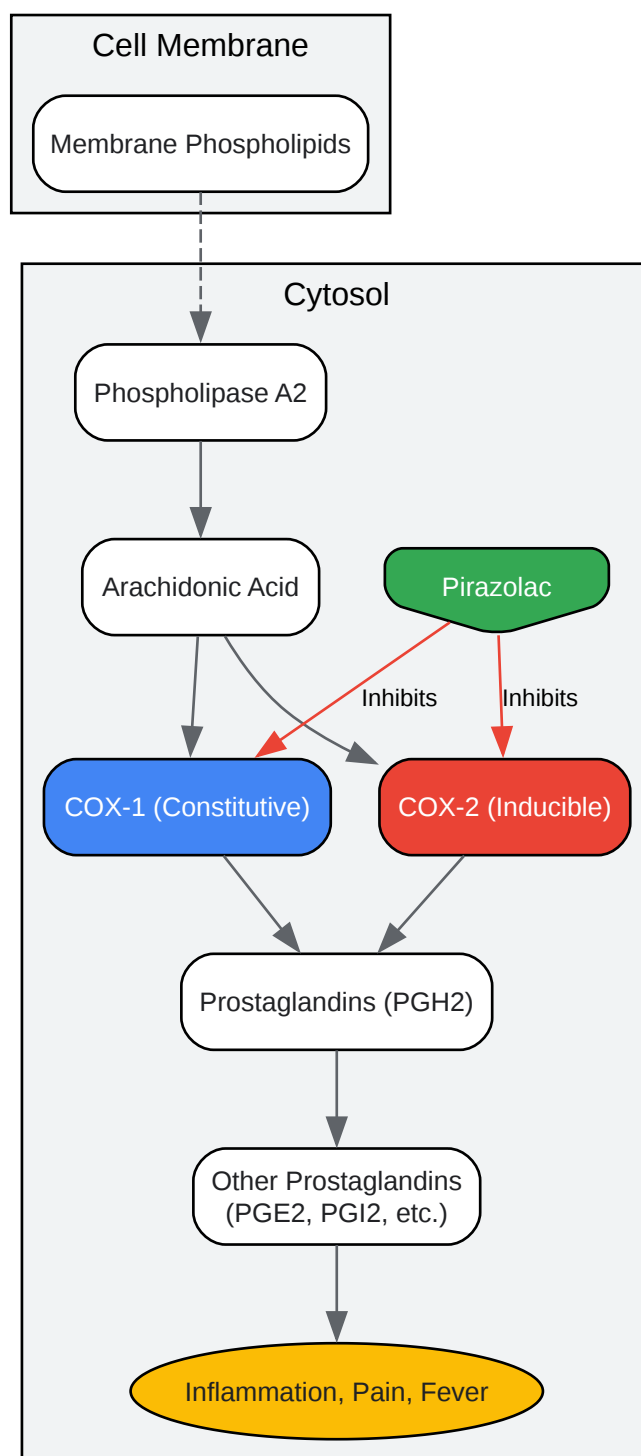 Cell Membrane
Membrane Phospholipids
Cytosol
Phospholipase A2
Arachidonic Acid
Pirazolac
Inhibits
Inhibits
COX-1 (Constitutive)
COX-2 (Inducible)
Prostaglandins (PGH2)
Other Prostaglandins
(PGE2, PGI2, etc.)
Inflammation, Pain, Fever